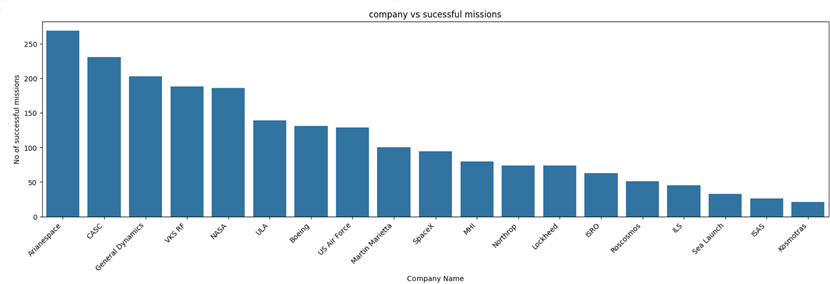 company vs sucessful missions
No of successful missions
250
200
150
100
50
0
Arianespace
CASC
General Dynamics
VKS RF
NASA
ULA
Boeing
US Air Force
Martin Marietta
SpaceX
MHI
Northrop
Lockheed
ISRO
Roscosmos
ILS
Sea Launch
ISAS
Kosmotras
Company Name